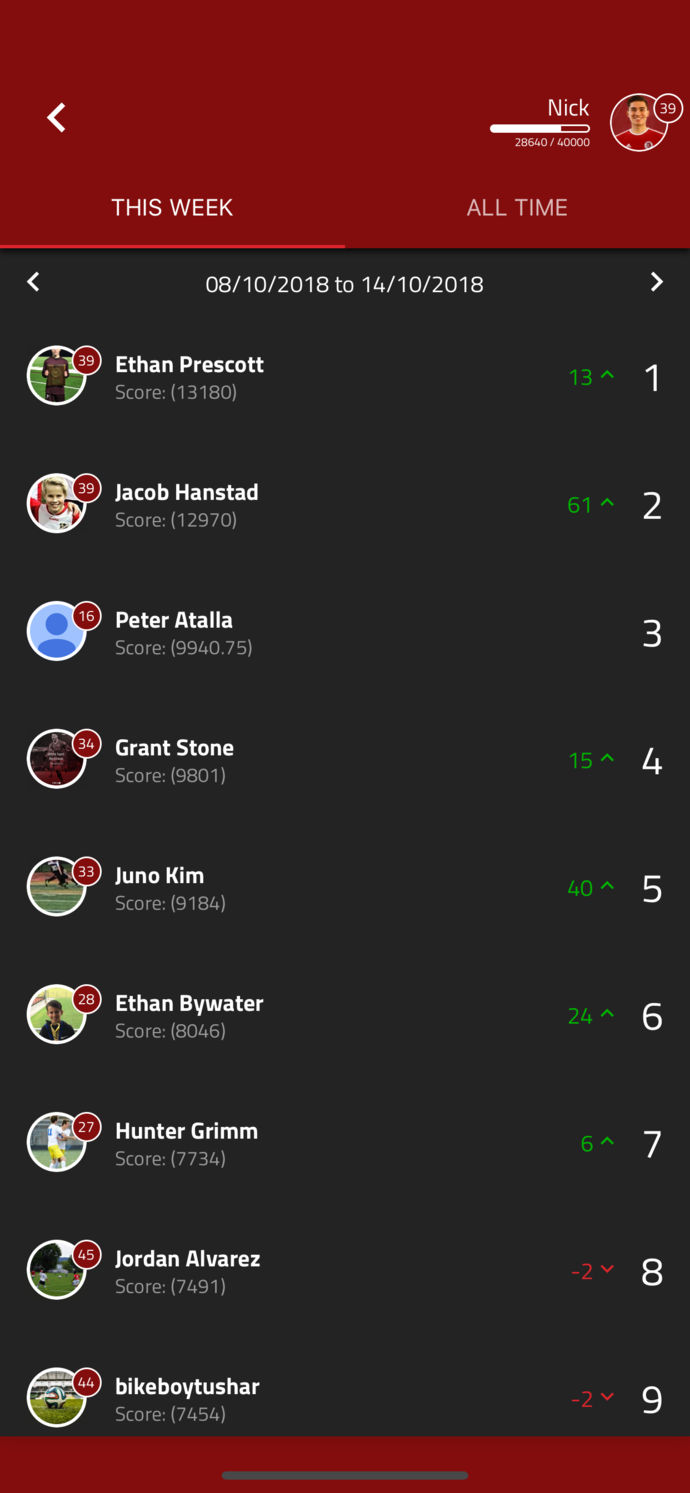 Nick
39
28640 / 40000
THIS WEEK
ALL TIME
08/10/2018 to 14/10/2018
39
Ethan Prescott
Score: (13180)
13
1
39
Jacob Hanstad
Score: (12970)
61
2
16
Peter Atalla
Score: (9940.75)
3
34
Grant Stone
Score: (9801)
15
4
33
Juno Kim
Score: (9184)
40
5
28
Ethan Bywater
Score: (8046)
24
6
27
Hunter Grimm
Score: (7734)
6
7
45
Jordan Alvarez
Score: (7491)
-2
8
44
bikeboytushar
Score: (7454)
-2
9